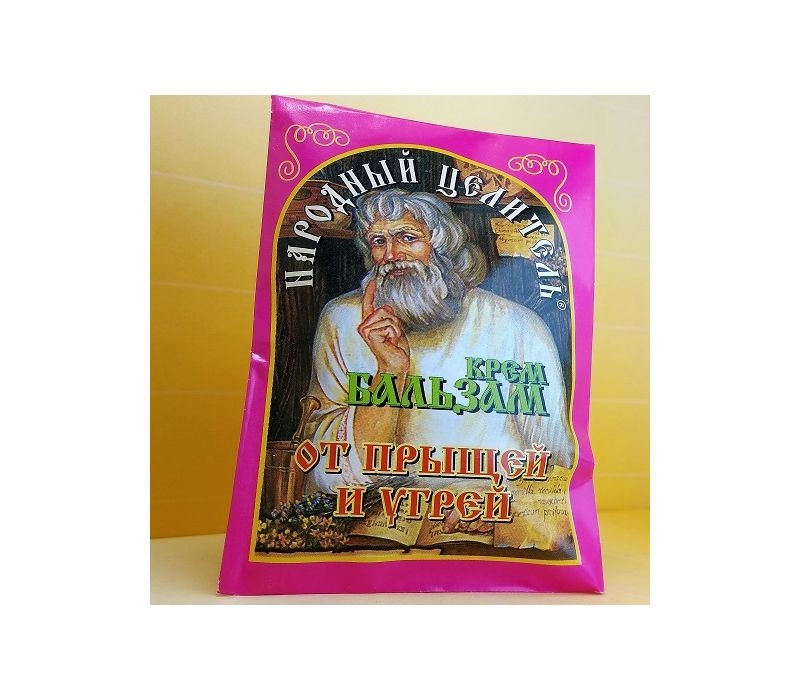 НАРОДНЫЙ ЦЕЛИТЕЛЬ®
КРЕМ
БАЛЬЗАМ
ОТ ПРЫЩЕЙ
И УГРЕЙ